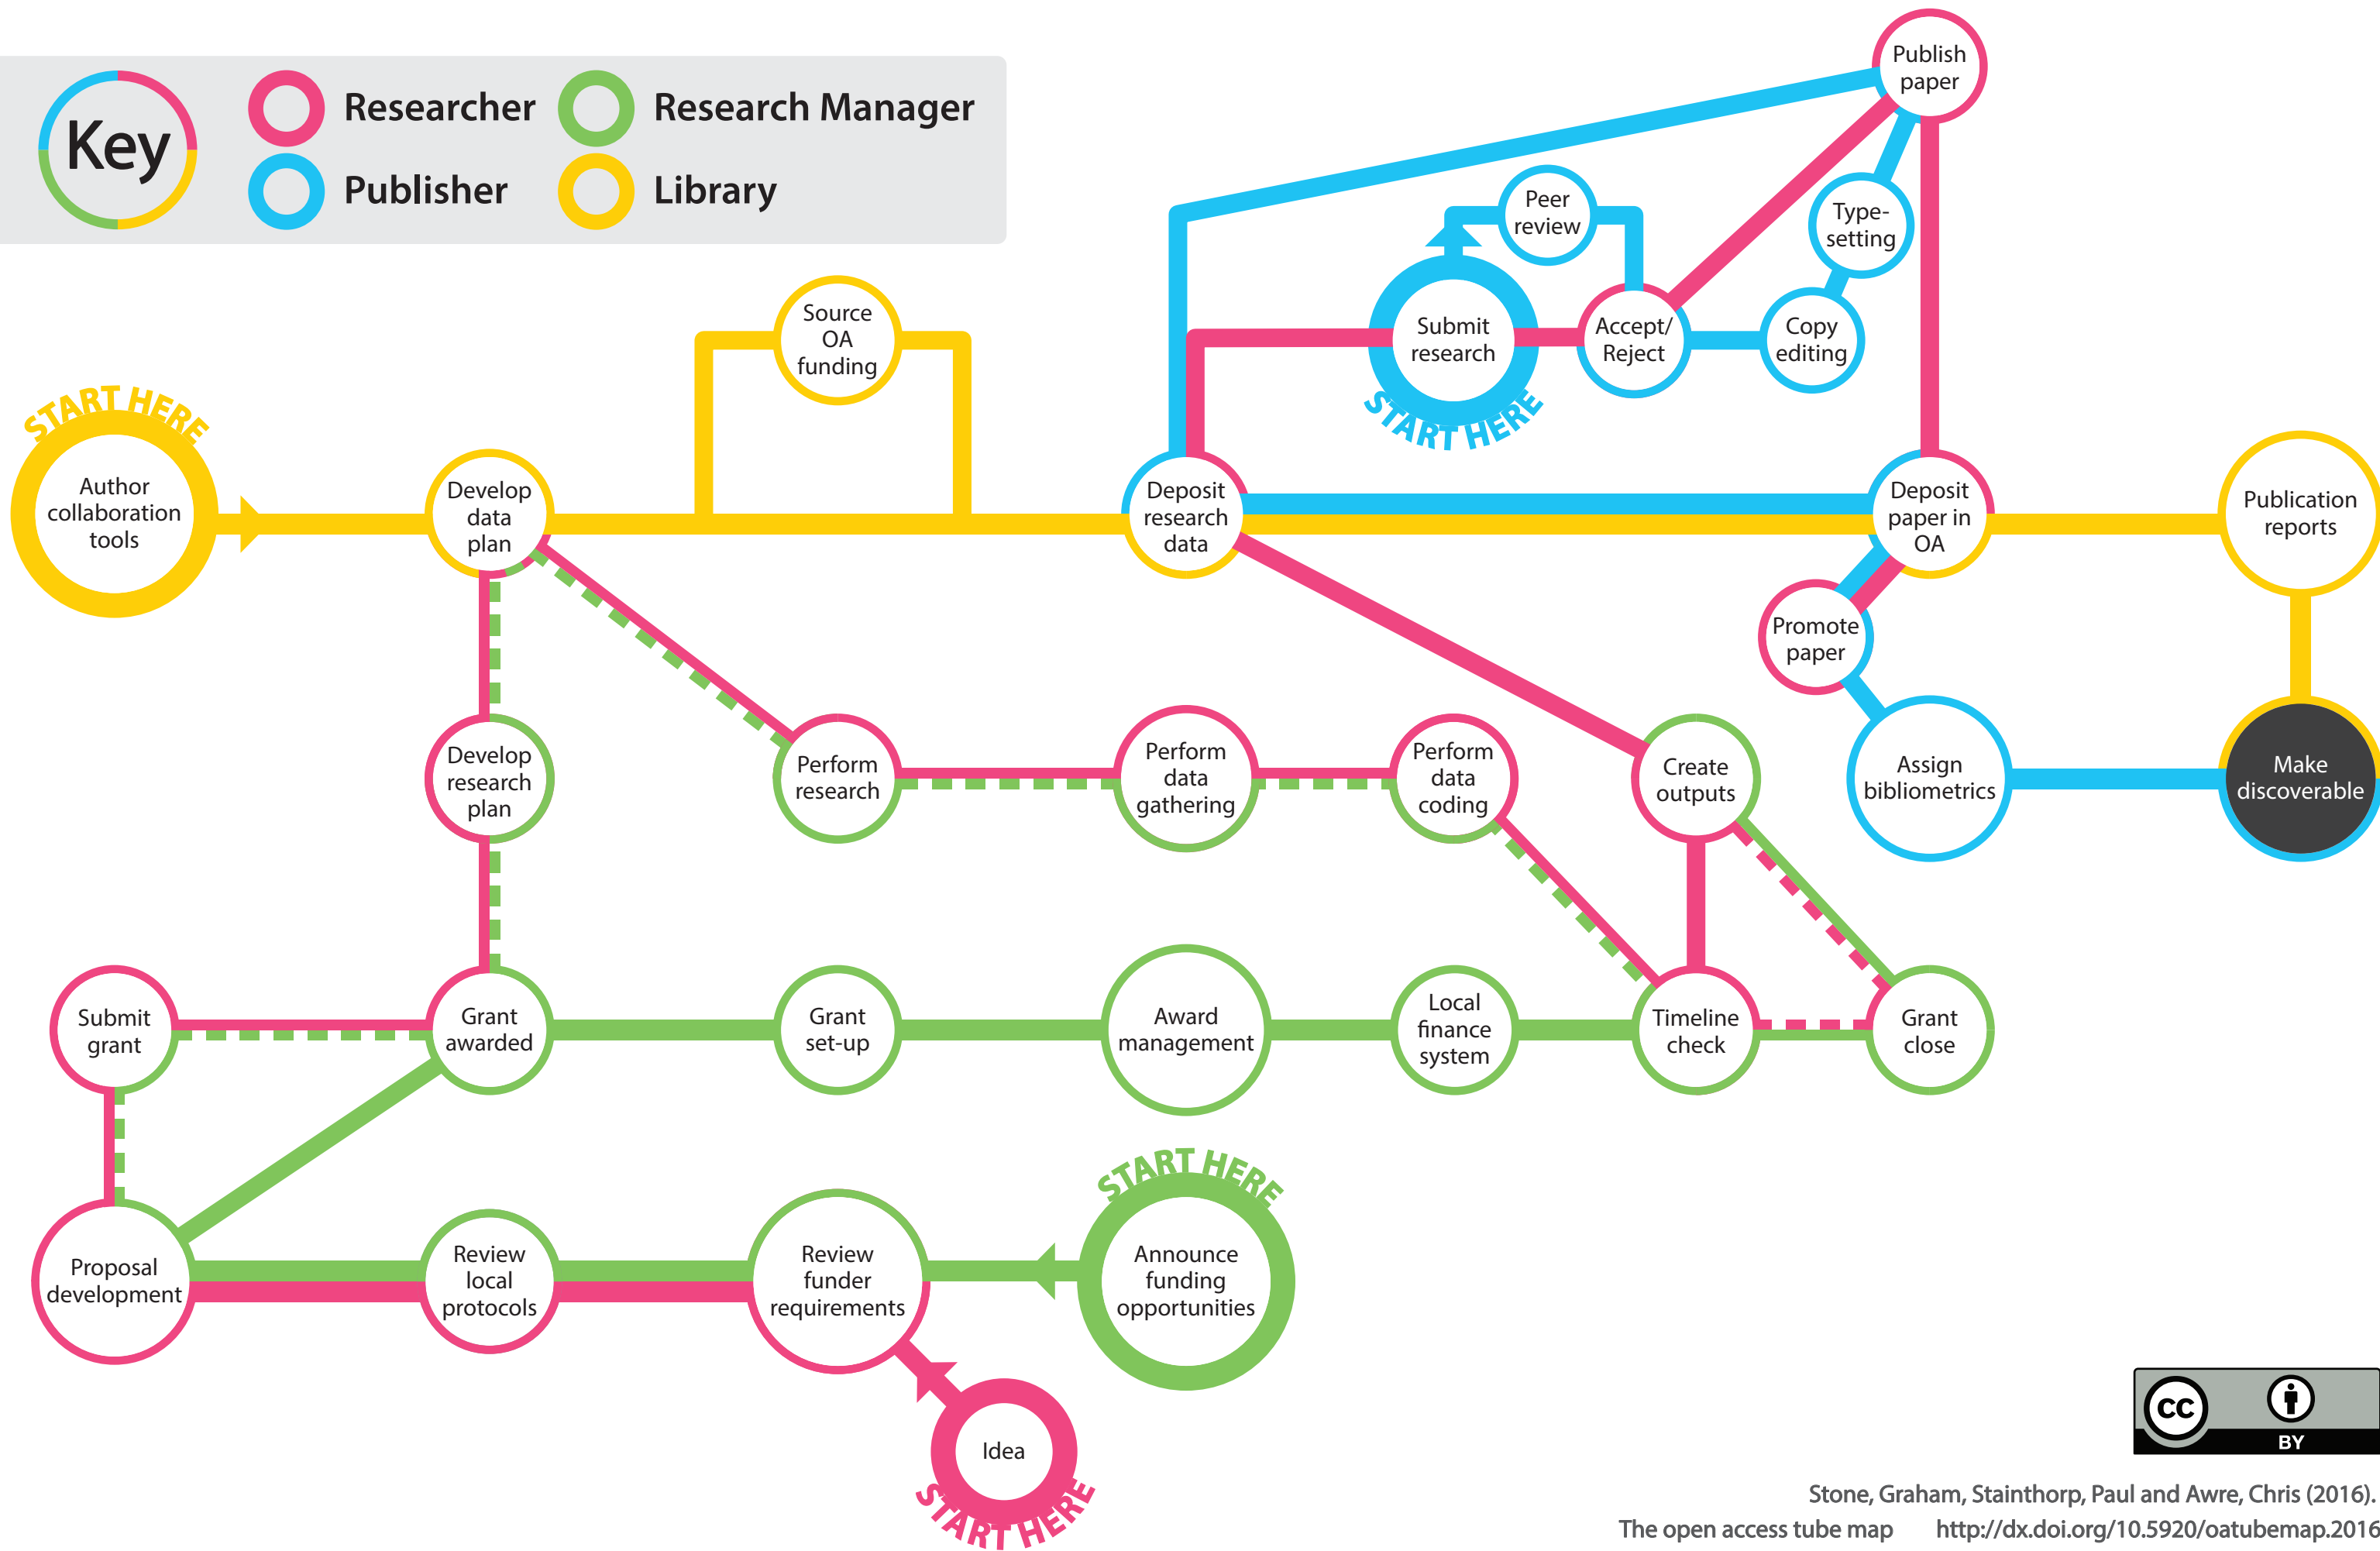 Key
Researcher
Research Manager
Publisher
Library
Publish
paper
Peer
review
Type-
setting
Source
OA
funding
Submit
research
START HERE
Accept/
Reject
Copy
editing
START HERE
Author
collaboration
tools
Develop
data
plan
Deposit
research
data
Deposit
paper in
OA
Publication
reports
Promote
paper
Develop
research
plan
Perform
research
Perform
data
gathering
Perform
data
coding
Create
outputs
Assign
bibliometrics
Make
discoverable
Submit
grant
Grant
awarded
Grant
set-up
Award
management
Local
finance
system
Timeline
check
Grant
close
Proposal
development
Review
local
protocols
Review
funder
requirements
START HERE
Announce
funding
opportunities
Idea
START HERE
cc
BY
Stone, Graham, Stainthorp, Paul and Awre, Chris (2016).
The open access tube map http://dx.doi.org/10.5920/oatubemap.2016